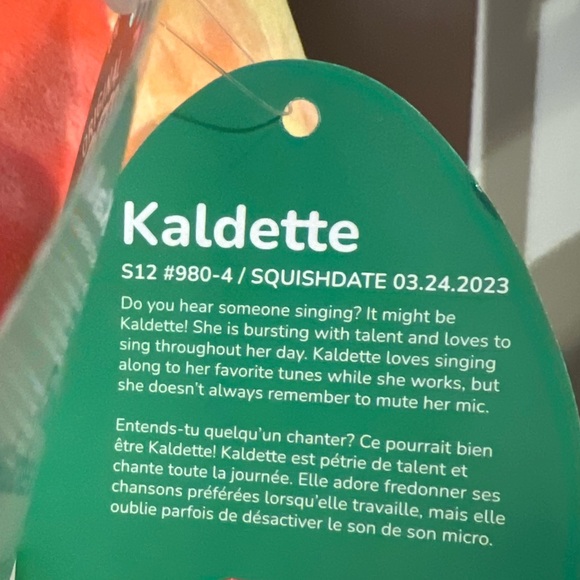 Kaldette
S12 #980-4 / SQUISHDATE 03.24.2023
Do you hear someone singing? It might be
Kaldette! She is bursting with talent and loves to
sing throughout her day. Kaldette loves singing
along to her favorite tunes while she works, but
she doesn't always remember to mute her mic.
Entends-tu quelqu'un chanter? Ce pourrait bien
être Kaldette! Kaldette est pétrie de talent et
chante toute la journée. Elle adore fredonner ses
chansons préférées lorsqu'elle travaille, mais elle
oublie parfois de désactiver le son de son micro.